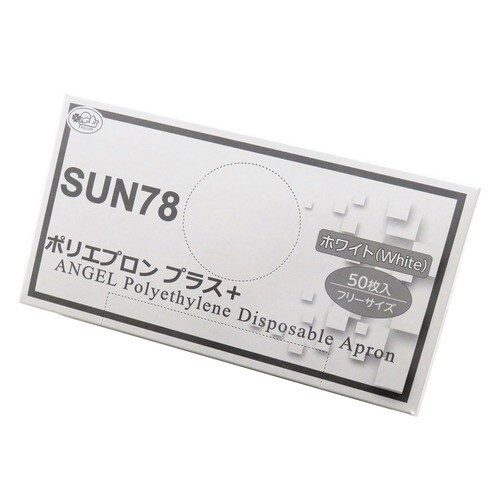 SUN78
ポリエプロン プラス+
ANGEL Polyethylene Disposable Apron
ホワイト(White)
50枚入
フリーサイズ